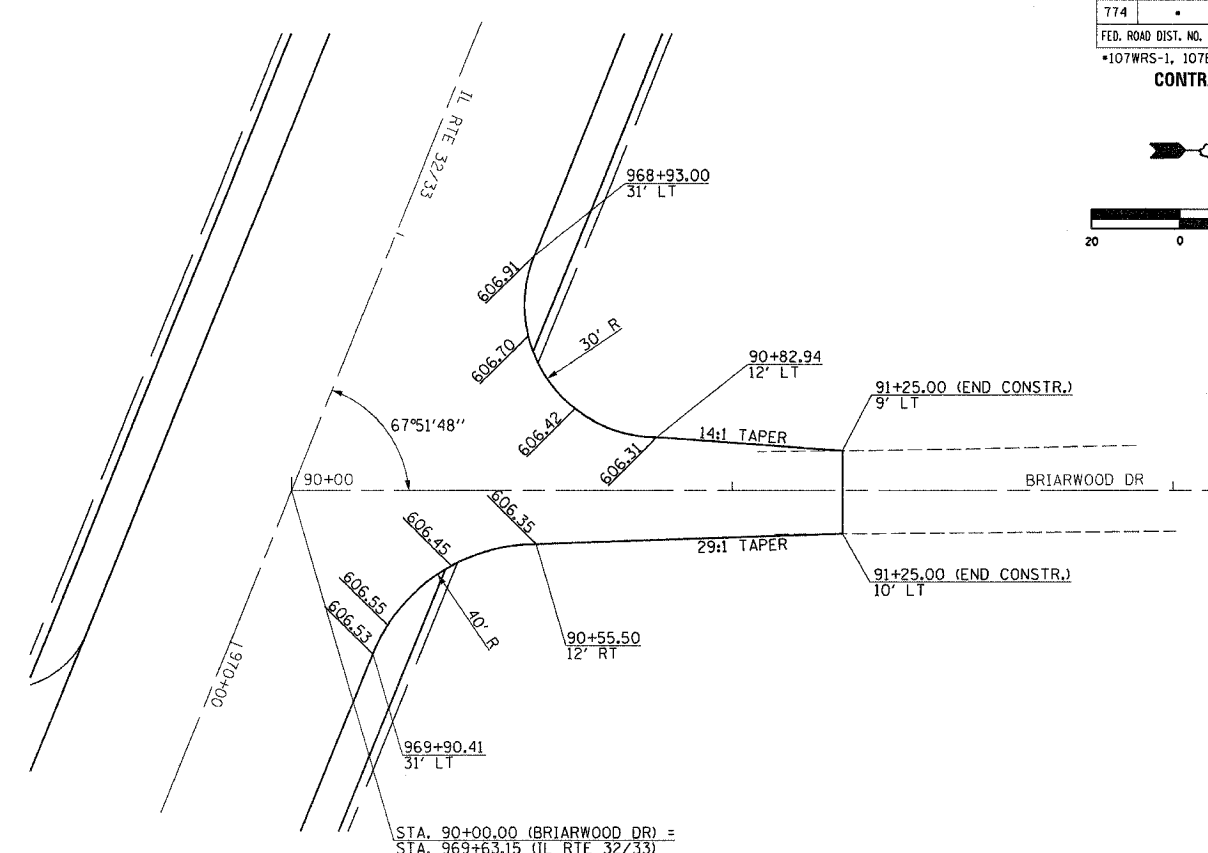 774 •
FED. ROAD DIST. NO.
•107WRS-1, 107
CONTR
20 0
IL RTE 32/33
968+93.00
31' LT
606.91
606.70
30' R
90+82.94
12' LT
91+25.00 (END CONSTR.)
9' LT
67°51'48''
606.42
606.31
14:1 TAPER
90+00
BRIARWOOD DR
606.35
606.45
29:1 TAPER
606.55
606.53
40' R
91+25.00 (END CONSTR.)
10' LT
90+55.50
12' RT
970+00
969+90.41
31' LT
STA. 90+00.00 (BRIARWOOD DR) =
STA. 969+63.15 (IL RTE 32/33)